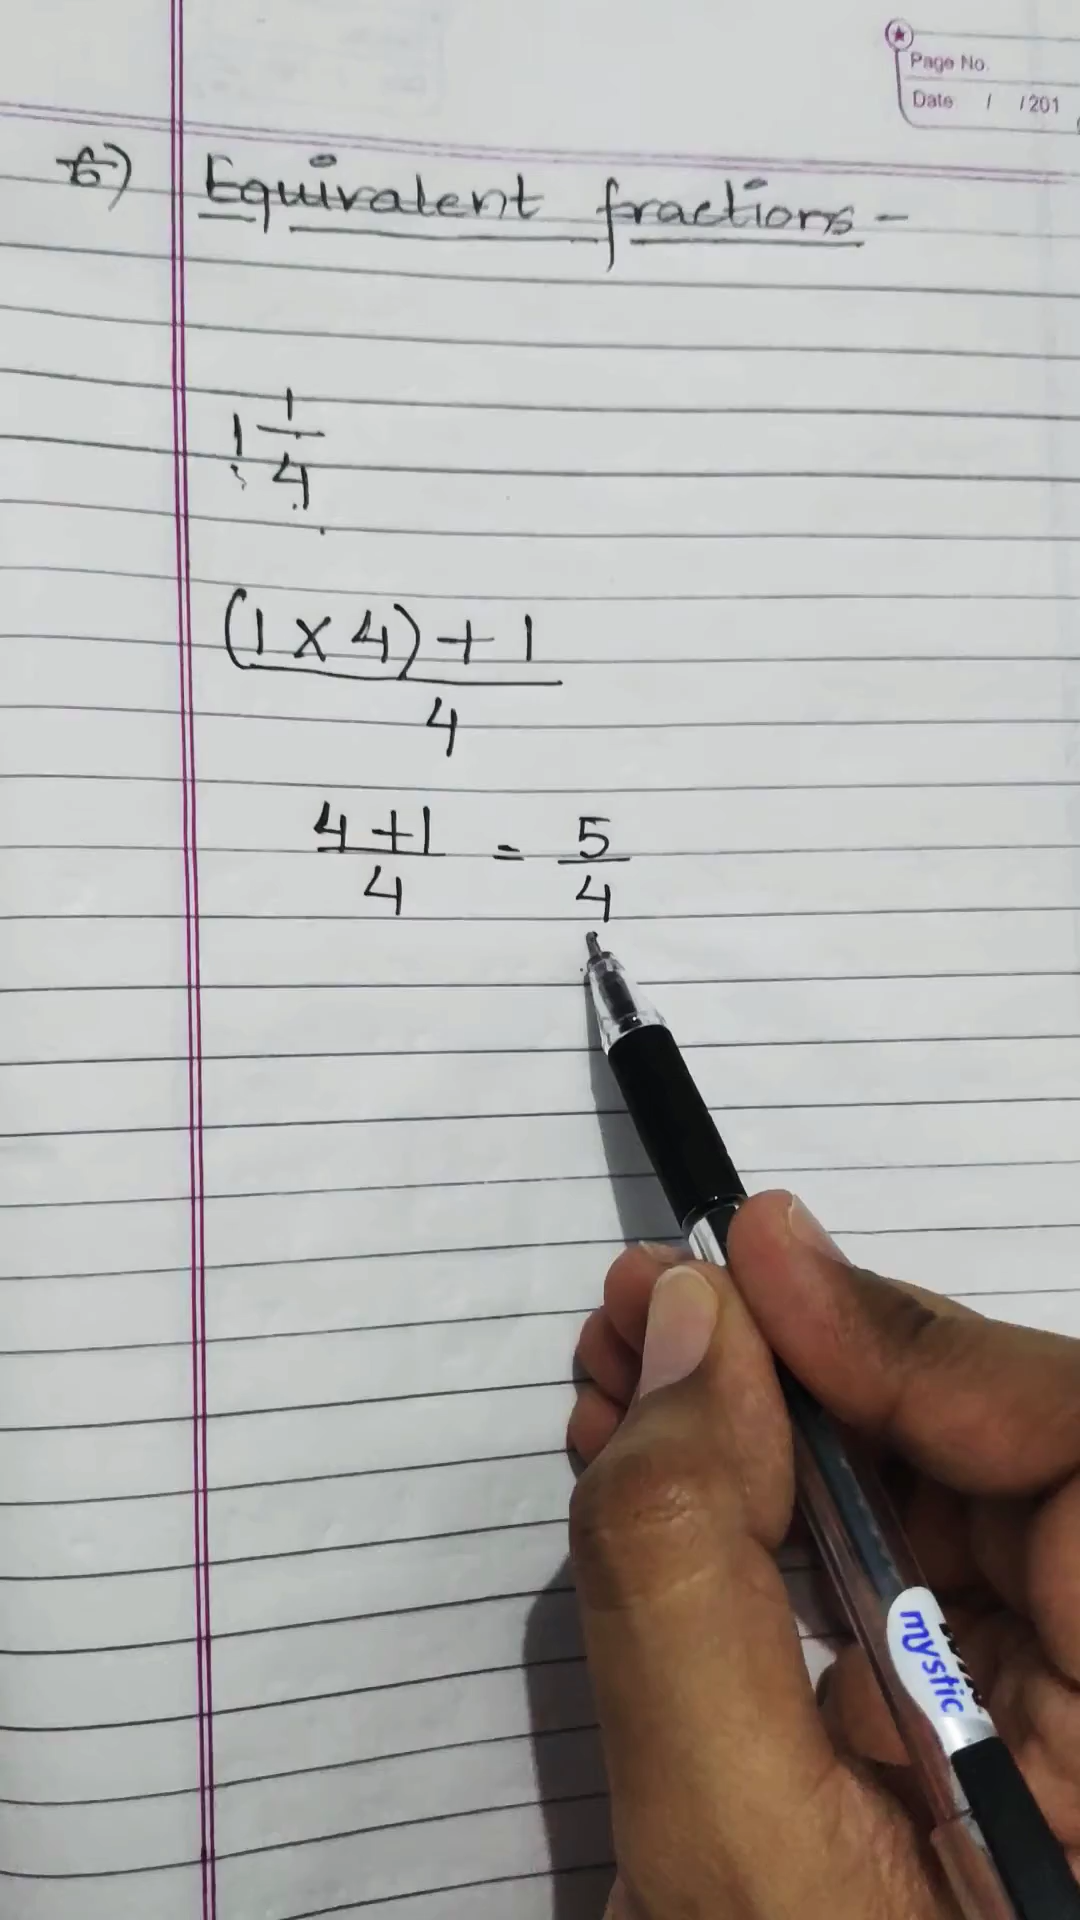 Page No.
Date / /201
6) Equivalent fractions -
1 1/4
(1 x 4) + 1
4
4 + 1 = 5
4 4
mystic